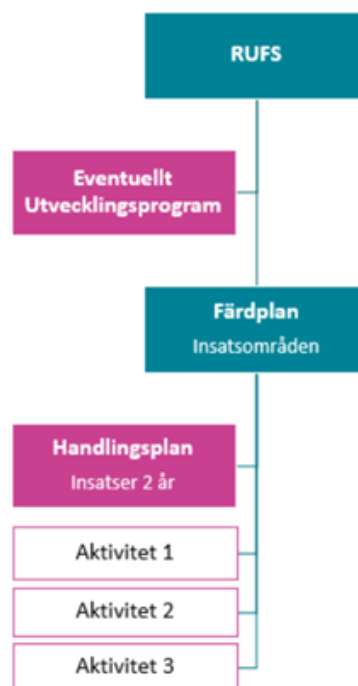 RUFS
Eventuellt
Utvecklingsprogram
Färdplan
Insatsområden
Handlingsplan
Insatser 2 år
Aktivitet 1
Aktivitet 2
Aktivitet 3